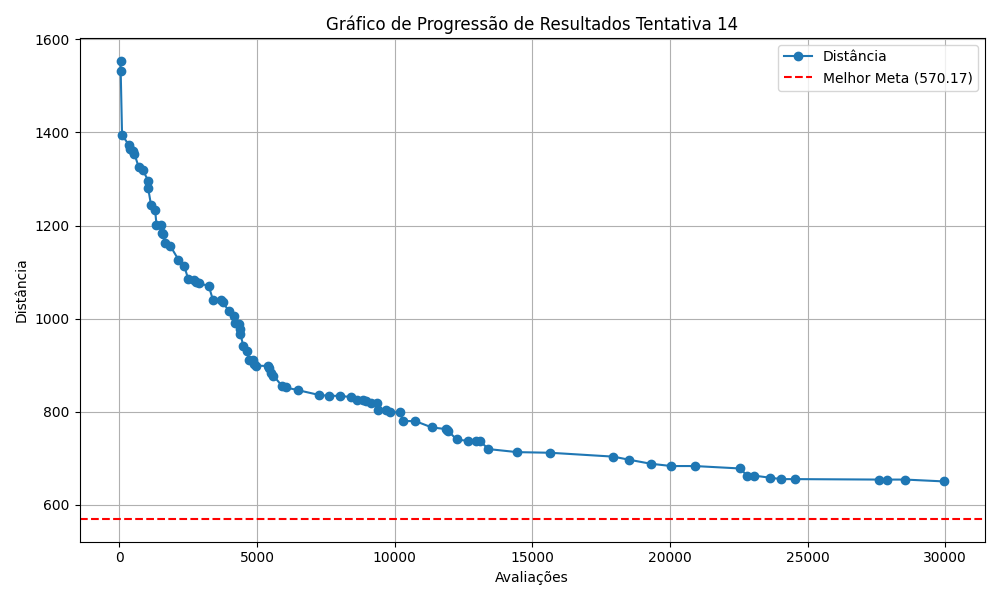 Gráfico de Progressão de Resultados Tentativa 14
Distância
Melhor Meta (570.17)
1600
1400
1200
1000
800
600
Distância
0
5000
10000
15000
20000
25000
30000
Avaliações